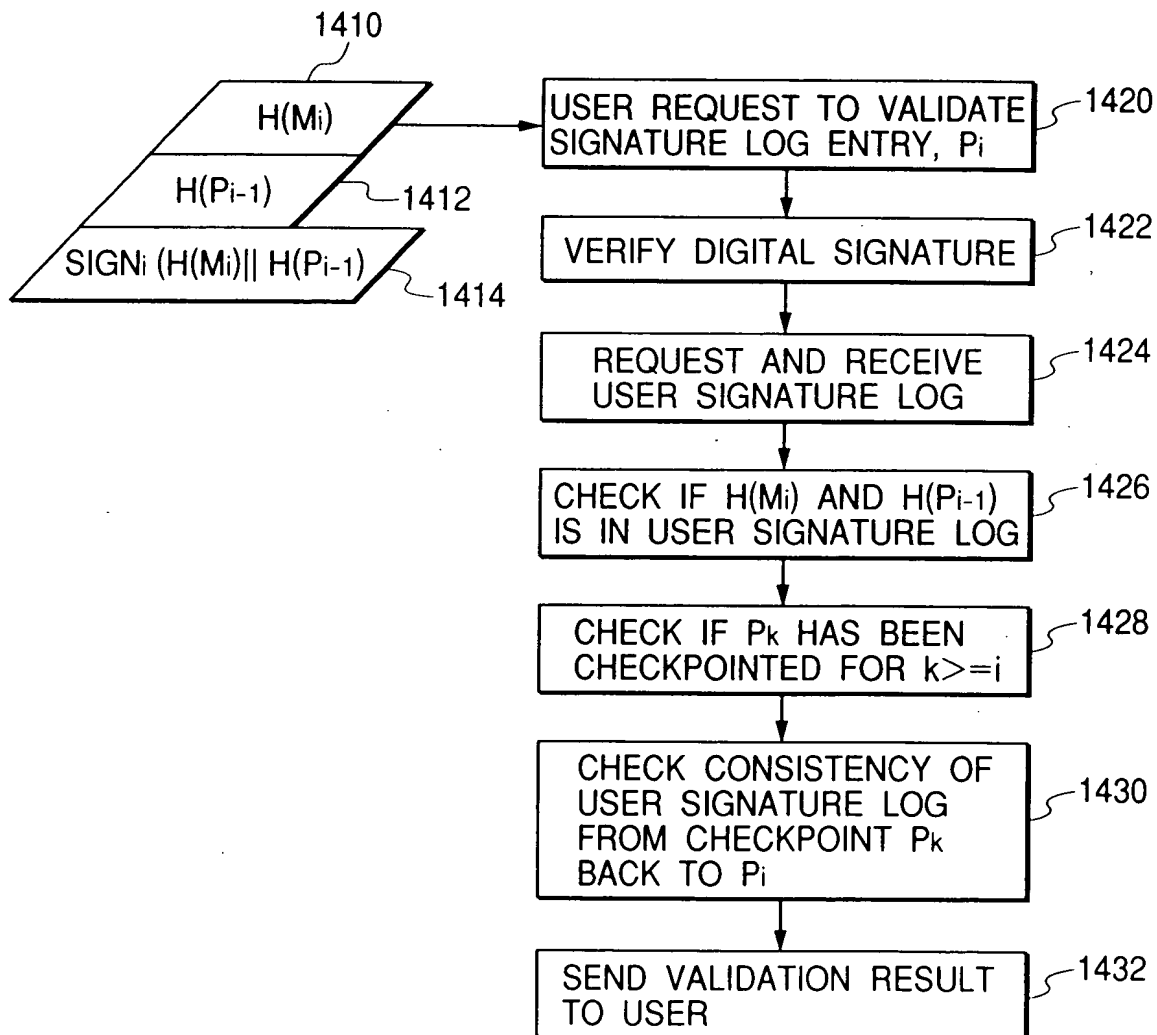 1410
H(Mi)
H(Pi-1)
1412
SIGNi (H(Mi)|| H(Pi-1)
1414
USER REQUEST TO VALIDATE
SIGNATURE LOG ENTRY, Pi
1420
VERIFY DIGITAL SIGNATURE
1422
REQUEST AND RECEIVE
USER SIGNATURE LOG
1424
CHECK IF H(Mi) AND H(Pi-1)
IS IN USER SIGNATURE LOG
1426
CHECK IF Pk HAS BEEN
CHECKPOINTED FOR k>=i
1428
CHECK CONSISTENCY OF
USER SIGNATURE LOG
FROM CHECKPOINT Pk
BACK TO Pi
1430
SEND VALIDATION RESULT
TO USER
1432